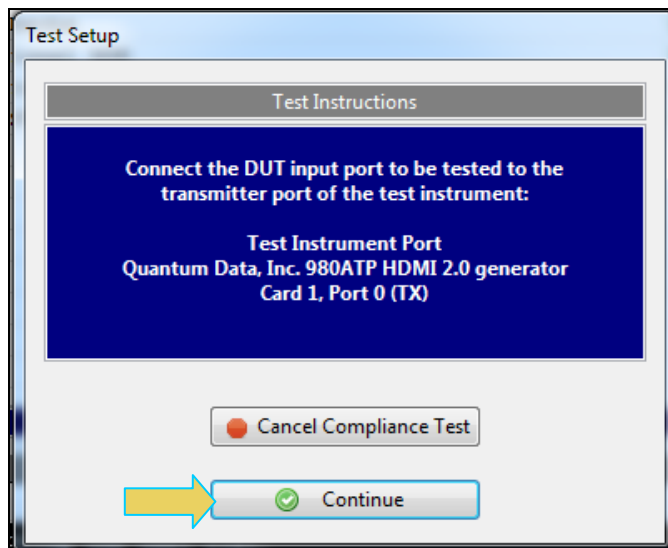 Test Setup
Test Instructions
Connect the DUT input port to be tested to the
transmitter port of the test instrument:
Test Instrument Port
Quantum Data, Inc. 980ATP HDMI 2.0 generator
Card 1, Port 0 (TX)
Cancel Compliance Test
Continue